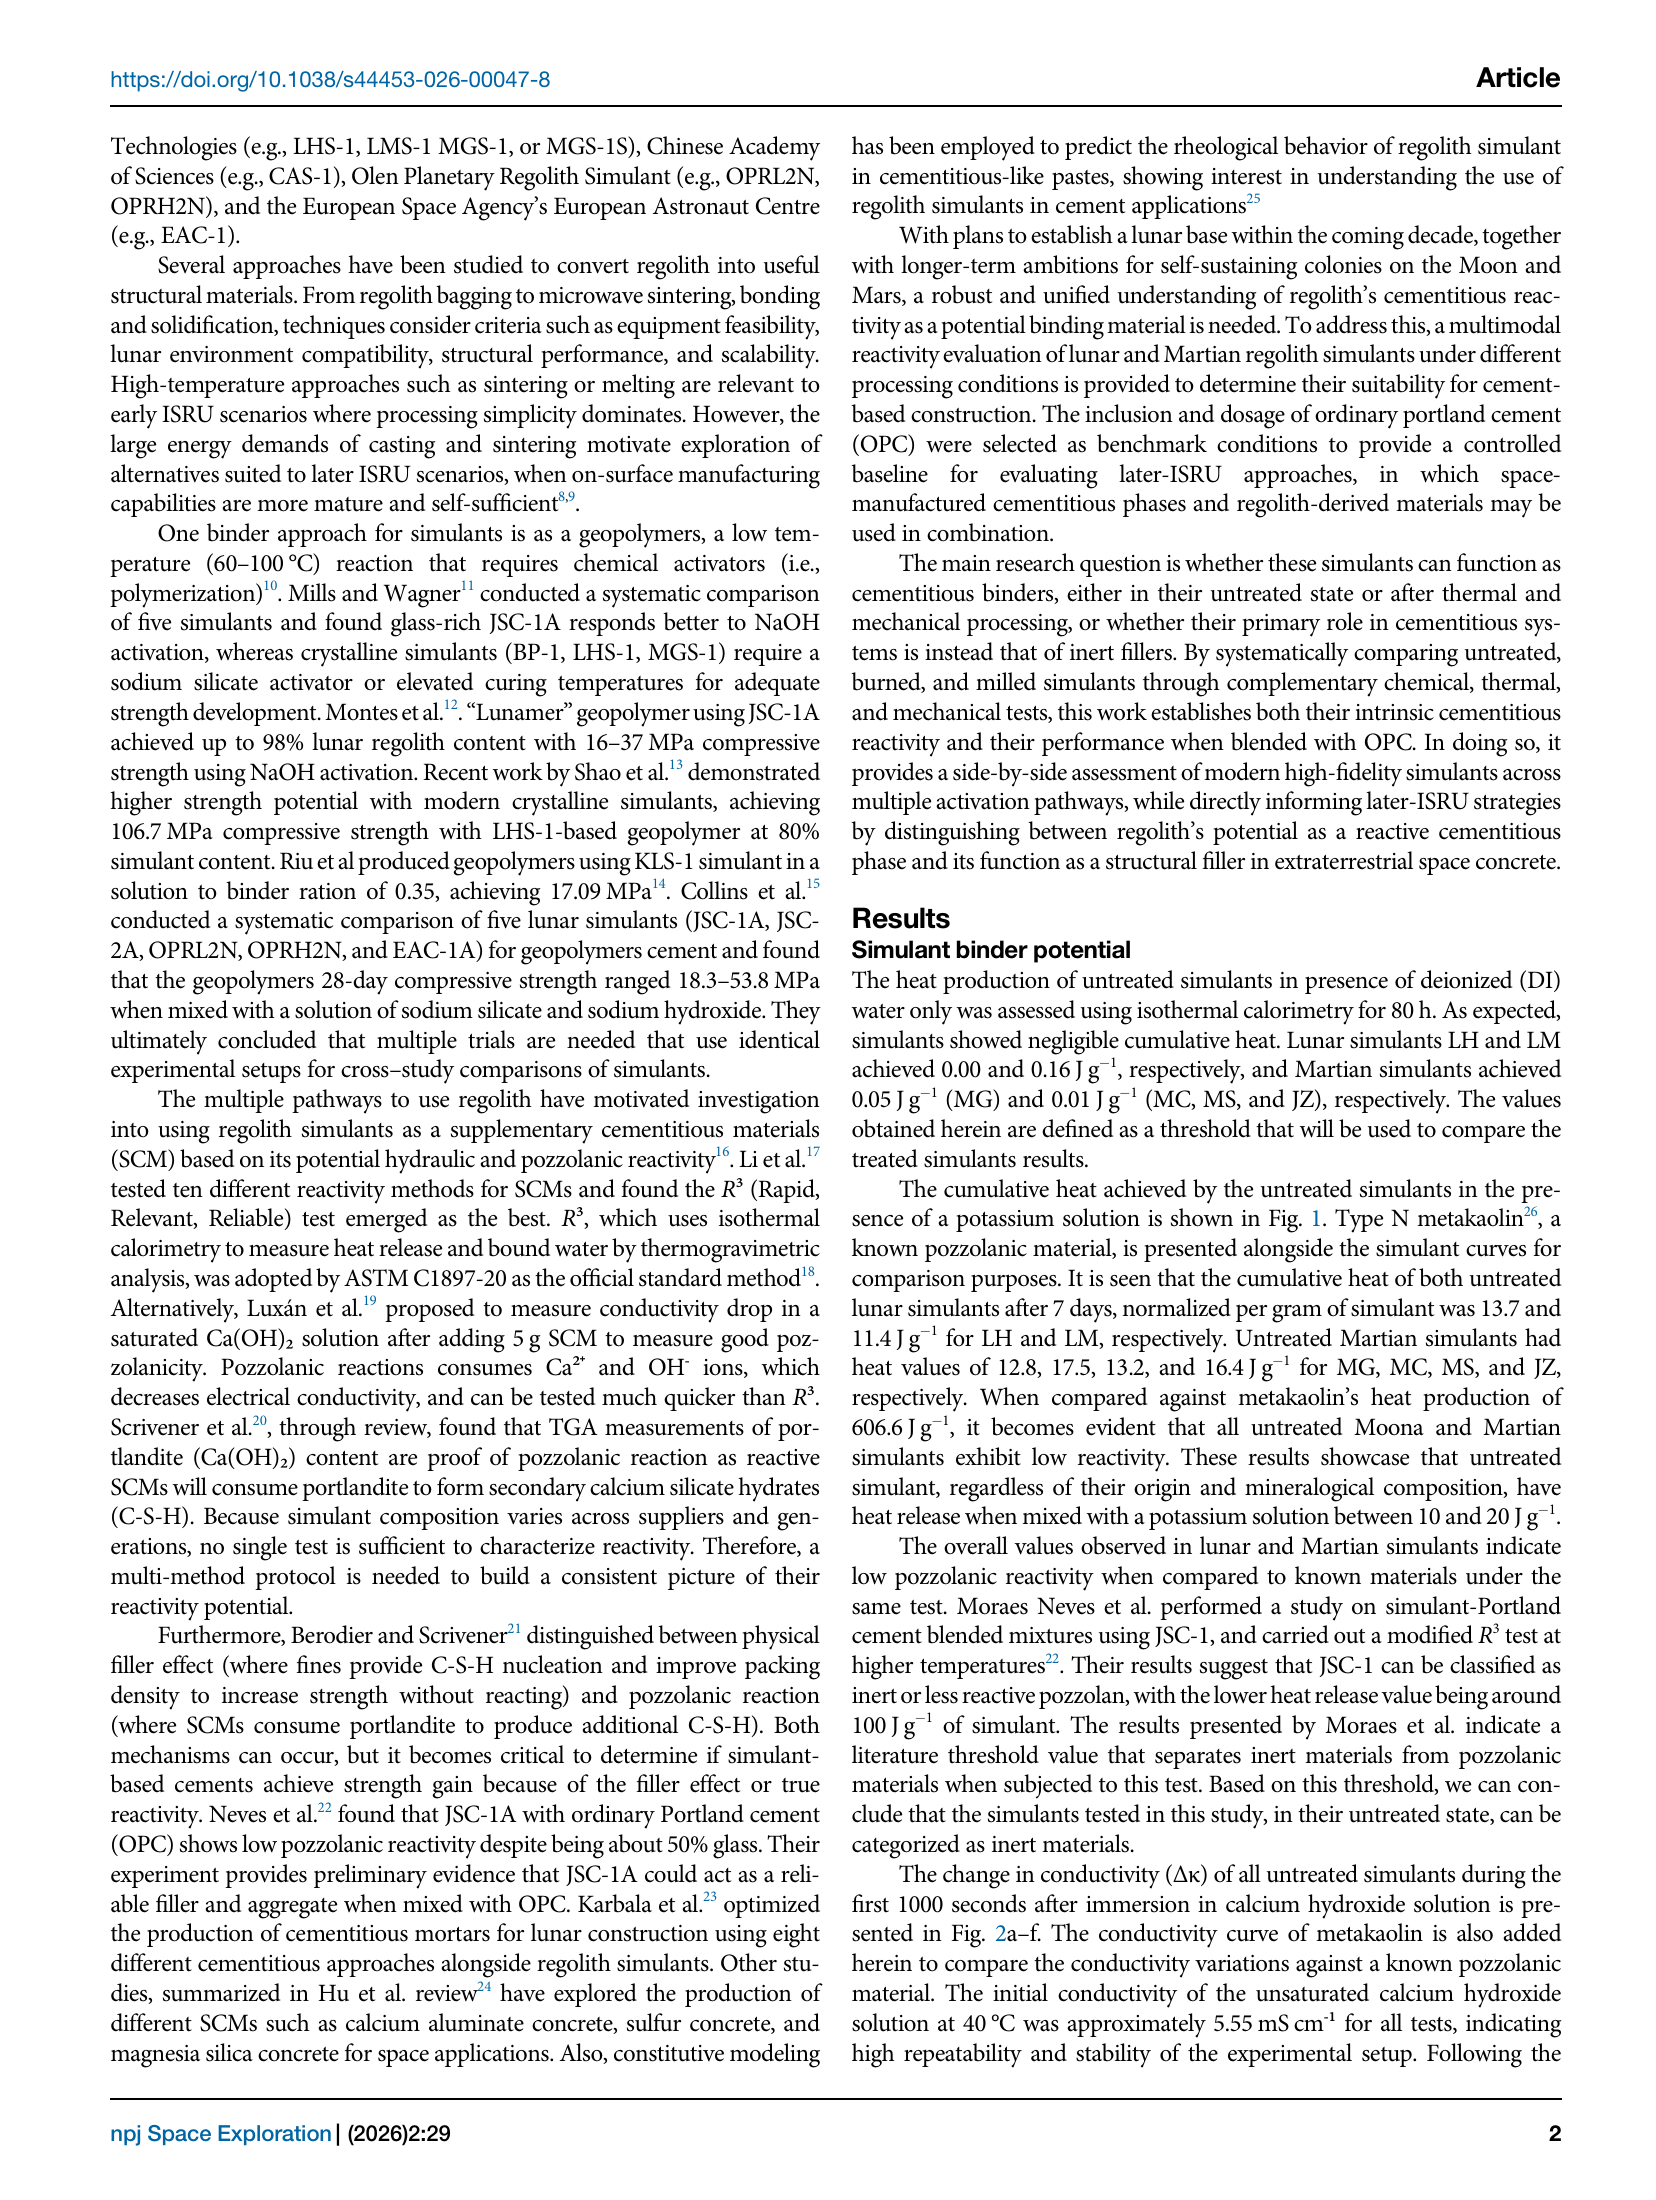 https://doi.org/10.1038/s44453-026-00047-8
Article
Technologies (e.g., LHS-1, LMS-1 MGS-1, or MGS-1S), Chinese Academy
of Sciences (e.g., CAS-1), Olen Planetary Regolith Simulant (e.g., OPRL2N,
OPRH2N), and the European Space Agency's European Astronaut Centre
(e.g., EAC-1).
Several approaches have been studied to convert regolith into useful
structural materials. From regolith bagging to microwave sintering, bonding
and solidification, techniques consider criteria such as equipment feasibility,
lunar environment compatibility, structural performance, and scalability.
High-temperature approaches such as sintering or melting are relevant to
early ISRU scenarios where processing simplicity dominates. However, the
large energy demands of casting and sintering motivate exploration of
alternatives suited to later ISRU scenarios, when on-surface manufacturing
capabilities are more mature and self-sufficient⁸,⁹.
One binder approach for simulants is as a geopolymers, a low tem-
perature (60–100 °C) reaction that requires chemical activators (i.e.,
polymerization)¹⁰. Mills and Wagner¹¹ conducted a systematic comparison
of five simulants and found glass-rich JSC-1A responds better to NaOH
activation, whereas crystalline simulants (BP-1, LHS-1, MGS-1) require a
sodium silicate activator or elevated curing temperatures for adequate
strength development. Montes et al.¹². “Lunamer” geopolymer using JSC-1A
achieved up to 98% lunar regolith content with 16–37 MPa compressive
strength using NaOH activation. Recent work by Shao et al.¹³ demonstrated
higher strength potential with modern crystalline simulants, achieving
106.7 MPa compressive strength with LHS-1-based geopolymer at 80%
simulant content. Riu et al produced geopolymers using KLS-1 simulant in a
solution to binder ration of 0.35, achieving 17.09 MPa¹⁴. Collins et al.¹⁵
conducted a systematic comparison of five lunar simulants (JSC-1A, JSC-
2A, OPRL2N, OPRH2N, and EAC-1A) for geopolymers cement and found
that the geopolymers 28-day compressive strength ranged 18.3–53.8 MPa
when mixed with a solution of sodium silicate and sodium hydroxide. They
ultimately concluded that multiple trials are needed that use identical
experimental setups for cross–study comparisons of simulants.
The multiple pathways to use regolith have motivated investigation
into using regolith simulants as a supplementary cementitious materials
(SCM) based on its potential hydraulic and pozzolanic reactivity¹⁶. Li et al.¹⁷
tested ten different reactivity methods for SCMs and found the R³ (Rapid,
Relevant, Reliable) test emerged as the best. R³, which uses isothermal
calorimetry to measure heat release and bound water by thermogravimetric
analysis, was adopted by ASTM C1897-20 as the official standard method¹⁸.
Alternatively, Luxán et al.¹⁹ proposed to measure conductivity drop in a
saturated Ca(OH)₂ solution after adding 5 g SCM to measure good poz-
zolanicity. Pozzolanic reactions consumes Ca²⁺ and OH⁻ ions, which
decreases electrical conductivity, and can be tested much quicker than R³.
Scrivener et al.²⁰, through review, found that TGA measurements of por-
tlandite (Ca(OH)₂) content are proof of pozzolanic reaction as reactive
SCMs will consume portlandite to form secondary calcium silicate hydrates
(C-S-H). Because simulant composition varies across suppliers and gen-
erations, no single test is sufficient to characterize reactivity. Therefore, a
multi-method protocol is needed to build a consistent picture of their
reactivity potential.
Furthermore, Berodier and Scrivener²¹ distinguished between physical
filler effect (where fines provide C-S-H nucleation and improve packing
density to increase strength without reacting) and pozzolanic reaction
(where SCMs consume portlandite to produce additional C-S-H). Both
mechanisms can occur, but it becomes critical to determine if simulant-
based cements achieve strength gain because of the filler effect or true
reactivity. Neves et al.²² found that JSC-1A with ordinary Portland cement
(OPC) shows low pozzolanic reactivity despite being about 50% glass. Their
experiment provides preliminary evidence that JSC-1A could act as a reli-
able filler and aggregate when mixed with OPC. Karbala et al.²³ optimized
the production of cementitious mortars for lunar construction using eight
different cementitious approaches alongside regolith simulants. Other stu-
dies, summarized in Hu et al. review²⁴ have explored the production of
different SCMs such as calcium aluminate concrete, sulfur concrete, and
magnesia silica concrete for space applications. Also, constitutive modeling
has been employed to predict the rheological behavior of regolith simulant
in cementitious-like pastes, showing interest in understanding the use of
regolith simulants in cement applications²⁵
With plans to establish a lunar base within the coming decade, together
with longer-term ambitions for self-sustaining colonies on the Moon and
Mars, a robust and unified understanding of regolith's cementitious reac-
tivity as a potential binding material is needed. To address this, a multimodal
reactivity evaluation of lunar and Martian regolith simulants under different
processing conditions is provided to determine their suitability for cement-
based construction. The inclusion and dosage of ordinary portland cement
(OPC) were selected as benchmark conditions to provide a controlled
baseline for evaluating later-ISRU approaches, in which space-
manufactured cementitious phases and regolith-derived materials may be
used in combination.
The main research question is whether these simulants can function as
cementitious binders, either in their untreated state or after thermal and
mechanical processing, or whether their primary role in cementitious sys-
tems is instead that of inert fillers. By systematically comparing untreated,
burned, and milled simulants through complementary chemical, thermal,
and mechanical tests, this work establishes both their intrinsic cementitious
reactivity and their performance when blended with OPC. In doing so, it
provides a side-by-side assessment of modern high-fidelity simulants across
multiple activation pathways, while directly informing later-ISRU strategies
by distinguishing between regolith's potential as a reactive cementitious
phase and its function as a structural filler in extraterrestrial space concrete.
Results
Simulant binder potential
The heat production of untreated simulants in presence of deionized (DI)
water only was assessed using isothermal calorimetry for 80 h. As expected,
simulants showed negligible cumulative heat. Lunar simulants LH and LM
achieved 0.00 and 0.16 J g⁻¹, respectively, and Martian simulants achieved
0.05 J g⁻¹ (MG) and 0.01 J g⁻¹ (MC, MS, and JZ), respectively. The values
obtained herein are defined as a threshold that will be used to compare the
treated simulants results.
The cumulative heat achieved by the untreated simulants in the pre-
sence of a potassium solution is shown in Fig. 1. Type N metakaolin²⁶, a
known pozzolanic material, is presented alongside the simulant curves for
comparison purposes. It is seen that the cumulative heat of both untreated
lunar simulants after 7 days, normalized per gram of simulant was 13.7 and
11.4 J g⁻¹ for LH and LM, respectively. Untreated Martian simulants had
heat values of 12.8, 17.5, 13.2, and 16.4 J g⁻¹ for MG, MC, MS, and JZ,
respectively. When compared against metakaolin's heat production of
606.6 J g⁻¹, it becomes evident that all untreated Moona and Martian
simulants exhibit low reactivity. These results showcase that untreated
simulant, regardless of their origin and mineralogical composition, have
heat release when mixed with a potassium solution between 10 and 20 J g⁻¹.
The overall values observed in lunar and Martian simulants indicate
low pozzolanic reactivity when compared to known materials under the
same test. Moraes Neves et al. performed a study on simulant-Portland
cement blended mixtures using JSC-1, and carried out a modified R³ test at
higher temperatures²². Their results suggest that JSC-1 can be classified as
inert or less reactive pozzolan, with the lower heat release value being around
100 J g⁻¹ of simulant. The results presented by Moraes et al. indicate a
literature threshold value that separates inert materials from pozzolanic
materials when subjected to this test. Based on this threshold, we can con-
clude that the simulants tested in this study, in their untreated state, can be
categorized as inert materials.
The change in conductivity (Δκ) of all untreated simulants during the
first 1000 seconds after immersion in calcium hydroxide solution is pre-
sented in Fig. 2a–f. The conductivity curve of metakaolin is also added
herein to compare the conductivity variations against a known pozzolanic
material. The initial conductivity of the unsaturated calcium hydroxide
solution at 40 °C was approximately 5.55 mS cm⁻¹ for all tests, indicating
high repeatability and stability of the experimental setup. Following the
npj Space Exploration | (2026)2:29
2